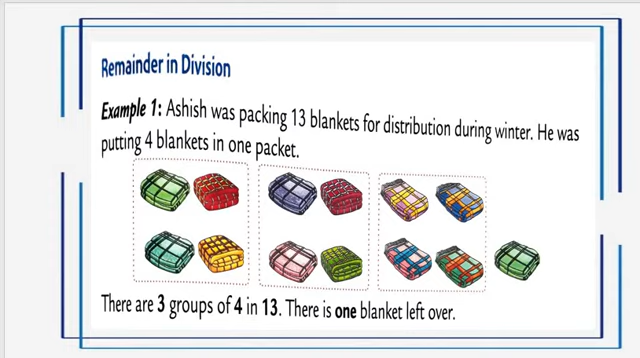 Remainder in Division
Example 1: Ashish was packing 13 blankets for distribution during winter. He was
putting 4 blankets in one packet.
There are 3 groups of 4 in 13. There is one blanket left over.